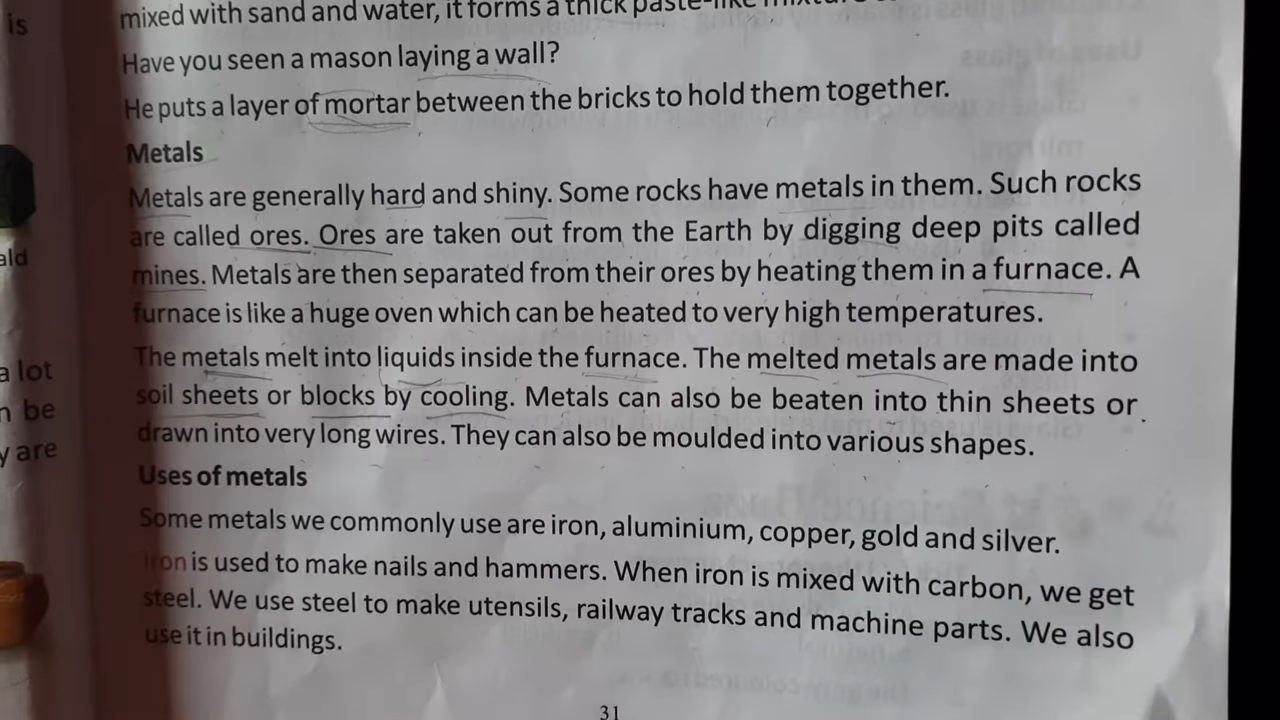 is
ald
a lot
n be
y are
mixed with sand and water, it forms a thick paste-like
Have you seen a mason laying a wall?
He puts a layer of mortar between the bricks to hold them together.
Metals
Metals are generally hard and shiny. Some rocks have metals in them. Such rocks
are called ores. Ores are taken out from the Earth by digging deep pits called
mines. Metals are then separated from their ores by heating them in a furnace. A
furnace is like a huge oven which can be heated to very high temperatures.
The metals melt into liquids inside the furnace. The melted metals are made into
soil sheets or blocks by cooling. Metals can also be beaten into thin sheets or
drawn into very long wires. They can also be moulded into various shapes.
Uses of metals
Some metals we commonly use are iron, aluminium, copper, gold and silver.
Iron is used to make nails and hammers. When iron is mixed with carbon, we get
steel. We use steel to make utensils, railway tracks and machine parts. We also
use it in buildings.
31